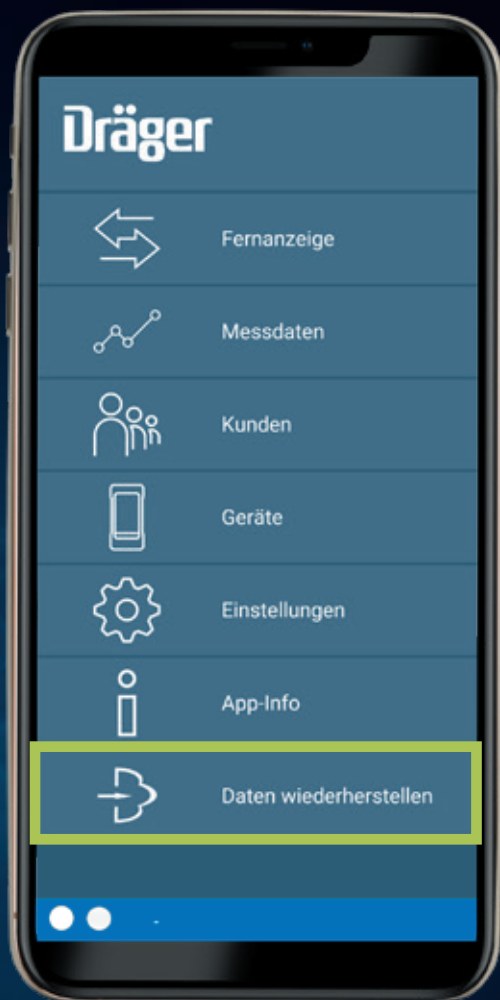 Dräger
Fernanzeige
Messdaten
Kunden
Geräte
Einstellungen
App-Info
Daten wiederherstellen